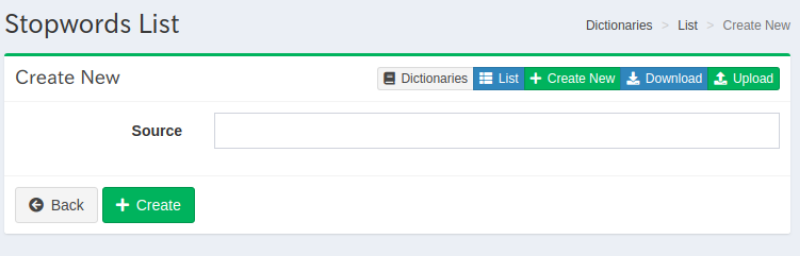 Stopwords List
Dictionaries > List > Create New
Create New
Dictionaries List Create New Download Upload
Source
Back Create